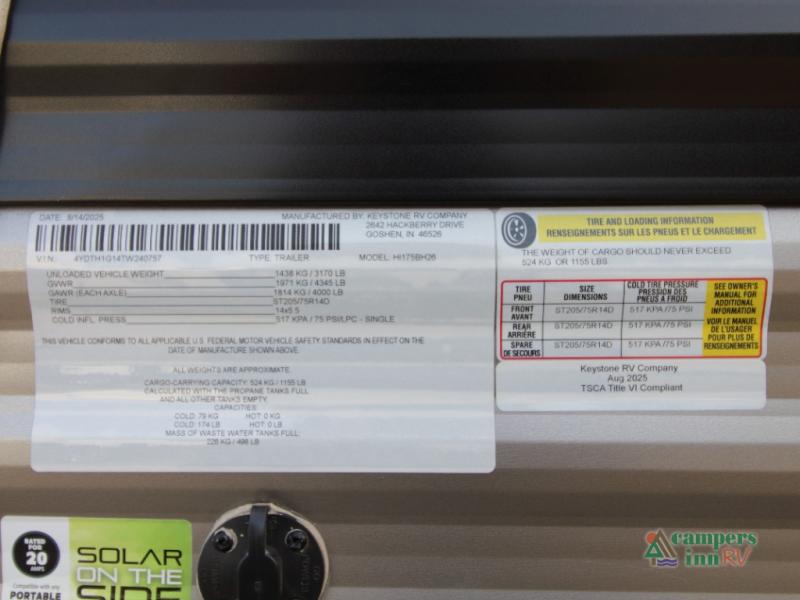 DATE: 8/14/2025
MANUFACTURED BY: KEYSTONE RV COMPANY
2642 HACKBERRY DRIVE
GOSHEN, IN 46526
V.I.N.: 4YDTH1G14TW240757 TYPE: TRAILER MODEL: HI175BH26
UNLOADED VEHICLE WEIGHT 1438 KG / 3170 LB
GVWR 1971 KG / 4345 LB
GAWR (EACH AXLE) 1814 KG / 4000 LB
TIRE ST205/75R14D
RIMS 14x5.5
COLD INFL. PRESS 517 KPA / 75 PSI/LPC - SINGLE
THIS VEHICLE CONFORMS TO ALL APPLICABLE U.S. FEDERAL MOTOR VEHICLE SAFETY STANDARDS IN EFFECT ON THE
DATE OF MANUFACTURE SHOWN ABOVE.
ALL WEIGHTS ARE APPROXIMATE.
CARGO-CARRYING CAPACITY: 524 KG / 1155 LB
CALCULATED WITH THE PROPANE TANKS FULL
AND ALL OTHER TANKS EMPTY.
CAPACITIES:
COLD: 79 KG HOT: 0 KG
COLD: 174 LB HOT: 0 LB
MASS OF WASTE WATER TANKS FULL:
226 KG / 498 LB
TIRE AND LOADING INFORMATION
RENSEIGNEMENTS SUR LES PNEUS ET LE CHARGEMENT
THE WEIGHT OF CARGO SHOULD NEVER EXCEED
524 KG OR 1155 LBS
TIRE
PNEU
SIZE
DIMENSIONS
COLD TIRE PRESSURE
PRESSION DES
PNEUS A FROID
FRONT
AVANT
ST205/75R14D 517 KPA /75 PSI
REAR
ARRIÈRE
ST205/75R14D 517 KPA /75 PSI
SPARE
DE SECOURS
ST205/75R14D 517 KPA /75 PSI
SEE OWNER'S
MANUAL FOR
ADDITIONAL
INFORMATION
VOIR LE MANUEL
DE L'USAGER
POUR PLUS DE
RENSEIGNEMENTS
Keystone RV Company
Aug 2025
TSCA Title VI Compliant
RATED FOR
20
AMPS
Compatible with any
PORTABLE
SOLAR
ON THE
SIDE
campers
inn RV